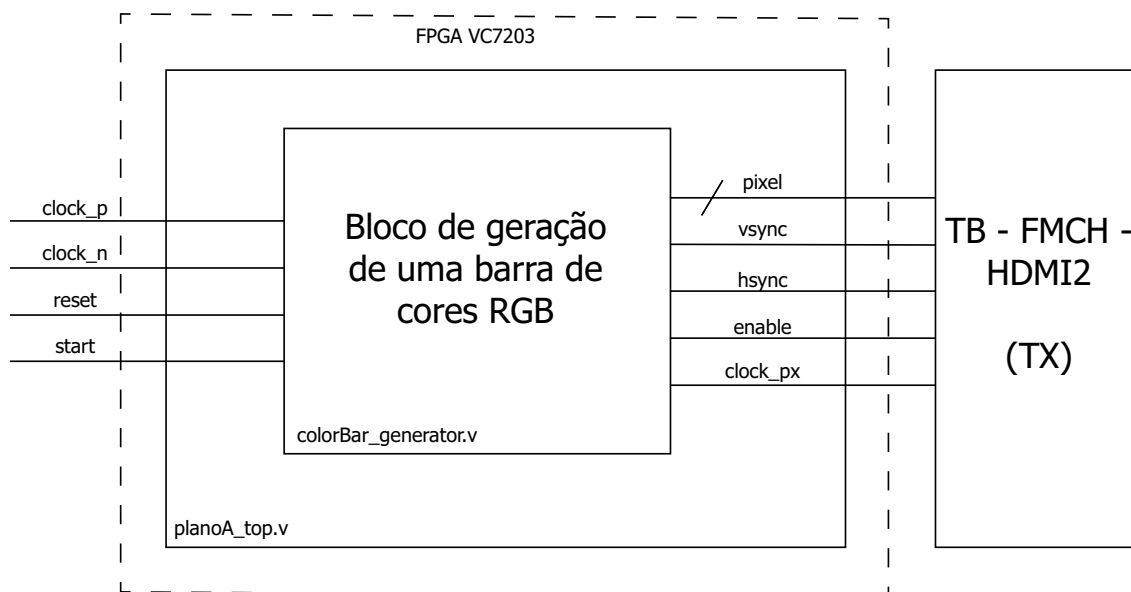 FPGA VC7203
clock_p
clock_n
reset
start
Bloco de geração
de uma barra de
cores RGB
colorBar_generator.v
planoA_top.v
pixel
vsync
hsync
enable
clock_px
TB - FMCH -
HDMI2
(TX)